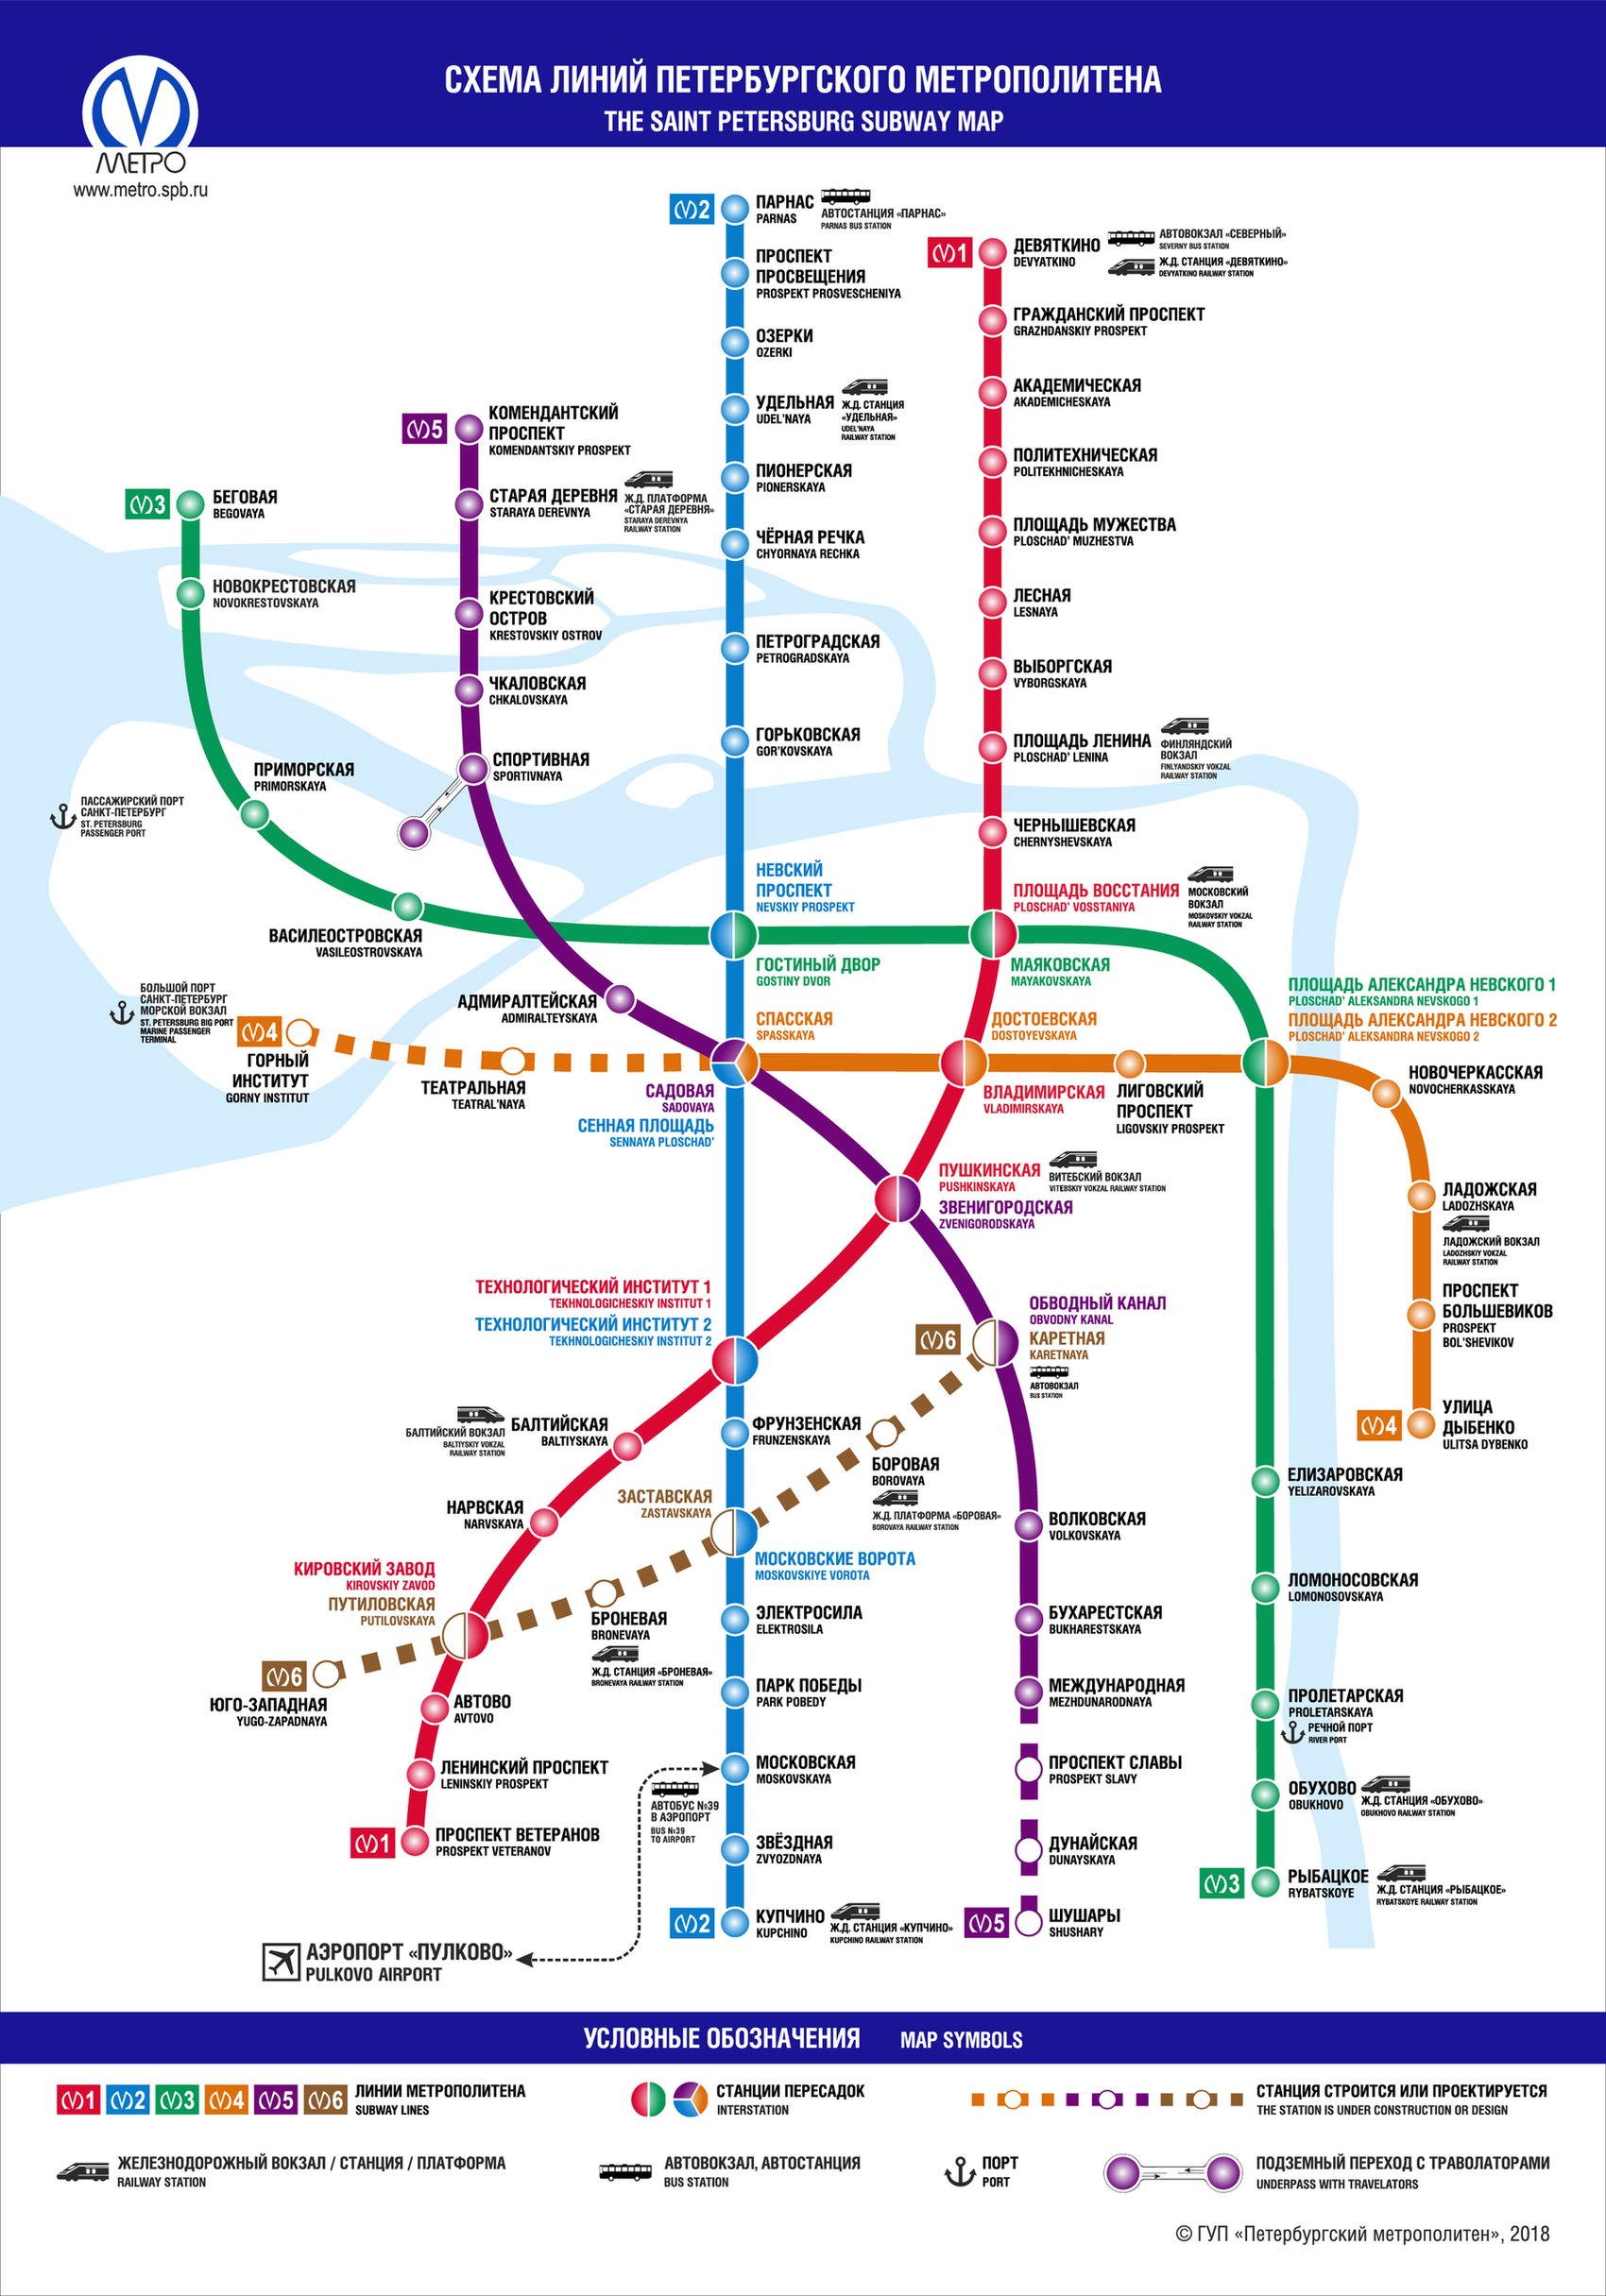 СХЕМА ЛИНИЙ ПЕТЕРБУРГСКОГО МЕТРОПОЛИТЕНА
THE SAINT PETERSBURG SUBWAY MAP
МЕТРО
www.metro.spb.ru
2
ПАРНАС
PARNAS
АВТОСТАНЦИЯ «ПАРНАС»
PARNAS BUS STATION
ПРОСПЕКТ
ПРОСВЕЩЕНИЯ
PROSPEKT PROSVESCHENIYA
ОЗЕРКИ
OZERKI
УДЕЛЬНАЯ
UDEL'NAYA
Ж.Д. СТАНЦИЯ
«УДЕЛЬНАЯ»
UDEL'NAYA
RAILWAY STATION
ПИОНЕРСКАЯ
PIONERSKAYA
ЧЁРНАЯ РЕЧКА
CHYORNAYA RECHKA
ПЕТРОГРАДСКАЯ
PETROGRADSKAYA
ГОРЬКОВСКАЯ
GOR'KOVSKAYA
1
ДЕВЯТКИНО
DEVYATKINO
АВТОВОКЗАЛ «СЕВЕРНЫЙ»
SEVERNY BUS STATION
Ж.Д. СТАНЦИЯ «ДЕВЯТКИНО»
DEVYATKINO RAILWAY STATION
ГРАЖДАНСКИЙ ПРОСПЕКТ
GRAZHDANSKIY PROSPEKT
АКАДЕМИЧЕСКАЯ
AKADEMICHESKAYA
ПОЛИТЕХНИЧЕСКАЯ
POLITEKHNICHESKAYA
ПЛОЩАДЬ МУЖЕСТВА
PLOSCHAD' MUZHESTVA
ЛЕСНАЯ
LESNAYA
ВЫБОРГСКАЯ
VYBORGSKAYA
ПЛОЩАДЬ ЛЕНИНА
PLOSCHAD' LENINA
ФИНЛЯНДСКИЙ
ВОКЗАЛ
FINLYANDSKIY VOKZAL
RAILWAY STATION
ЧЕРНЫШЕВСКАЯ
CHERNYSHEVSKAYA
5
КОМЕНДАНТСКИЙ
ПРОСПЕКТ
KOMENDANTSKIY PROSPEKT
СТАРАЯ ДЕРЕВНЯ
STARAYA DEREVNYA
Ж.Д. ПЛАТФОРМА
«СТАРАЯ ДЕРЕВНЯ»
STARAYA DEREVNYA
RAILWAY STATION
КРЕСТОВСКИЙ
ОСТРОВ
KRESTOVSKIY OSTROV
ЧКАЛОВСКАЯ
CHKALOVSKAYA
СПОРТИВНАЯ
SPORTIVNAYA
3
БЕГОВАЯ
BEGOVAYA
НОВОКРЕСТОВСКАЯ
NOVOKRESTOVSKAYA
ПРИМОРСКАЯ
PRIMORSKAYA
ПАССАЖИРСКИЙ ПОРТ
САНКТ-ПЕТЕРБУРГ
ST. PETERSBURG
PASSENGER PORT
ВАСИЛЕОСТРОВСКАЯ
VASILEOSTROVSKAYA
НЕВСКИЙ
ПРОСПЕКТ
NEVSKIY PROSPEKT
ГОСТИНЫЙ ДВОР
GOSTINY DVOR
ПЛОЩАДЬ ВОССТАНИЯ
PLOSCHAD' VOSSTANIYA
МОСКОВСКИЙ
ВОКЗАЛ
MOSKOVSKIY VOKZAL
RAILWAY STATION
МАЯКОВСКАЯ
MAYAKOVSKAYA
АДМИРАЛТЕЙСКАЯ
ADMIRALTEYSKAYA
БОЛЬШОЙ ПОРТ
САНКТ-ПЕТЕРБУРГ
МОРСКОЙ ВОКЗАЛ
ST. PETERSBURG BIG PORT
MARINE PASSENGER
TERMINAL
4
ГОРНЫЙ
ИНСТИТУТ
GORNY INSTITUT
ТЕАТРАЛЬНАЯ
TEATRAL'NAYA
СПАССКАЯ
SPASSKAYA
САДОВАЯ
SADOVAYA
СЕННАЯ ПЛОЩАДЬ
SENNAYA PLOSCHAD'
ДОСТОЕВСКАЯ
DOSTOYEVSKAYA
ВЛАДИМИРСКАЯ
VLADIMIRSKAYA
ЛИГОВСКИЙ
ПРОСПЕКТ
LIGOVSKIY PROSPEKT
ПЛОЩАДЬ АЛЕКСАНДРА НЕВСКОГО 1
PLOSCHAD' ALEKSANDRA NEVSKOGO 1
ПЛОЩАДЬ АЛЕКСАНДРА НЕВСКОГО 2
PLOSCHAD' ALEKSANDRA NEVSKOGO 2
НОВОЧЕРКАССКАЯ
NOVOCHERKASSKAYA
ЛАДОЖСКАЯ
LADOZHSKAYA
ЛАДОЖСКИЙ ВОКЗАЛ
LADOZHSKIY VOKZAL
RAILWAY STATION
ПРОСПЕКТ
БОЛЬШЕВИКОВ
PROSPEKT
BOL'SHEVIKOV
4
УЛИЦА
ДЫБЕНКО
ULITSA DYBENKO
ПУШКИНСКАЯ
PUSHKINSKAYA
ВИТЕБСКИЙ ВОКЗАЛ
VITEBSKIY VOKZAL RAILWAY STATION
ЗВЕНИГОРОДСКАЯ
ZVENIGORODSKAYA
ТЕХНОЛОГИЧЕСКИЙ ИНСТИТУТ 1
TEKHNOLOGICHESKIY INSTITUT 1
ТЕХНОЛОГИЧЕСКИЙ ИНСТИТУТ 2
TEKHNOLOGICHESKIY INSTITUT 2
ОБВОДНЫЙ КАНАЛ
OBVODNY KANAL
6
КАРЕТНАЯ
KARETNAYA
АВТОВОКЗАЛ
BUS STATION
БАЛТИЙСКИЙ ВОКЗАЛ
BALTIYSKIY VOKZAL
RAILWAY STATION
БАЛТИЙСКАЯ
BALTIYSKAYA
ФРУНЗЕНСКАЯ
FRUNZENSKAYA
БОРОВАЯ
BOROVAYA
Ж.Д. ПЛАТФОРМА «БОРОВАЯ»
BOROVAYA RAILWAY STATION
НАРВСКАЯ
NARVSKAYA
ЗАСТАВСКАЯ
ZASTAVSKAYA
МОСКОВСКИЕ ВОРОТА
MOSKOVSKIYE VOROTA
КИРОВСКИЙ ЗАВОД
KIROVSKIY ZAVOD
ПУТИЛОВСКАЯ
PUTILOVSKAYA
БРОНЕВАЯ
BRONEVAYA
Ж.Д. СТАНЦИЯ «БРОНЕВАЯ»
BRONEVAYA RAILWAY STATION
6
ЮГО-ЗАПАДНАЯ
YUGO-ZAPADNAYA
АВТОВО
AVTOVO
ЛЕНИНСКИЙ ПРОСПЕКТ
LENINSKIY PROSPEKT
1
ПРОСПЕКТ ВЕТЕРАНОВ
PROSPEKT VETERANOV
ЭЛЕКТРОСИЛА
ELEKTROSILA
ПАРК ПОБЕДЫ
PARK POBEDY
МОСКОВСКАЯ
MOSKOVSKAYA
АВТОБУС №39
В АЭРОПОРТ
BUS №39
TO AIRPORT
ЗВЁЗДНАЯ
ZVYOZDNAYA
2
КУПЧИНО
KUPCHINO
Ж.Д. СТАНЦИЯ «КУПЧИНО»
KUPCHINO RAILWAY STATION
АЭРОПОРТ «ПУЛКОВО»
PULKOVO AIRPORT
ВОЛКОВСКАЯ
VOLKOVSKAYA
БУХАРЕСТСКАЯ
BUKHARESTSKAYA
МЕЖДУНАРОДНАЯ
MEZHDUNARODNAYA
ПРОСПЕКТ СЛАВЫ
PROSPEKT SLAVY
ДУНАЙСКАЯ
DUNAYSKAYA
5
ШУШАРЫ
SHUSHARY
ЕЛИЗАРОВСКАЯ
YELIZAROVSKAYA
ЛОМОНОСОВСКАЯ
LOMONOSOVSKAYA
ПРОЛЕТАРСКАЯ
PROLETARSKAYA
РЕЧНОЙ ПОРТ
RIVER PORT
ОБУХОВО
OBUKHOVO
Ж.Д. СТАНЦИЯ «ОБУХОВО»
OBUKHOVO RAILWAY STATION
3
РЫБАЦКОЕ
RYBATSKOYE
Ж.Д. СТАНЦИЯ «РЫБАЦКОЕ»
RYBATSKOYE RAILWAY STATION
УСЛОВНЫЕ ОБОЗНАЧЕНИЯ MAP SYMBOLS
1 2 3 4 5 6
ЛИНИИ МЕТРОПОЛИТЕНА
SUBWAY LINES
СТАНЦИИ ПЕРЕСАДОК
INTERSTATION
СТАНЦИЯ СТРОИТСЯ ИЛИ ПРОЕКТИРУЕТСЯ
THE STATION IS UNDER CONSTRUCTION OR DESIGN
ЖЕЛЕЗНОДОРОЖНЫЙ ВОКЗАЛ / СТАНЦИЯ / ПЛАТФОРМА
RAILWAY STATION
АВТОВОКЗАЛ, АВТОСТАНЦИЯ
BUS STATION
ПОРТ
PORT
ПОДЗЕМНЫЙ ПЕРЕХОД С ТРАВОЛАТОРАМИ
UNDERPASS WITH TRAVELATORS
© ГУП «Петербургский метрополитен», 2018